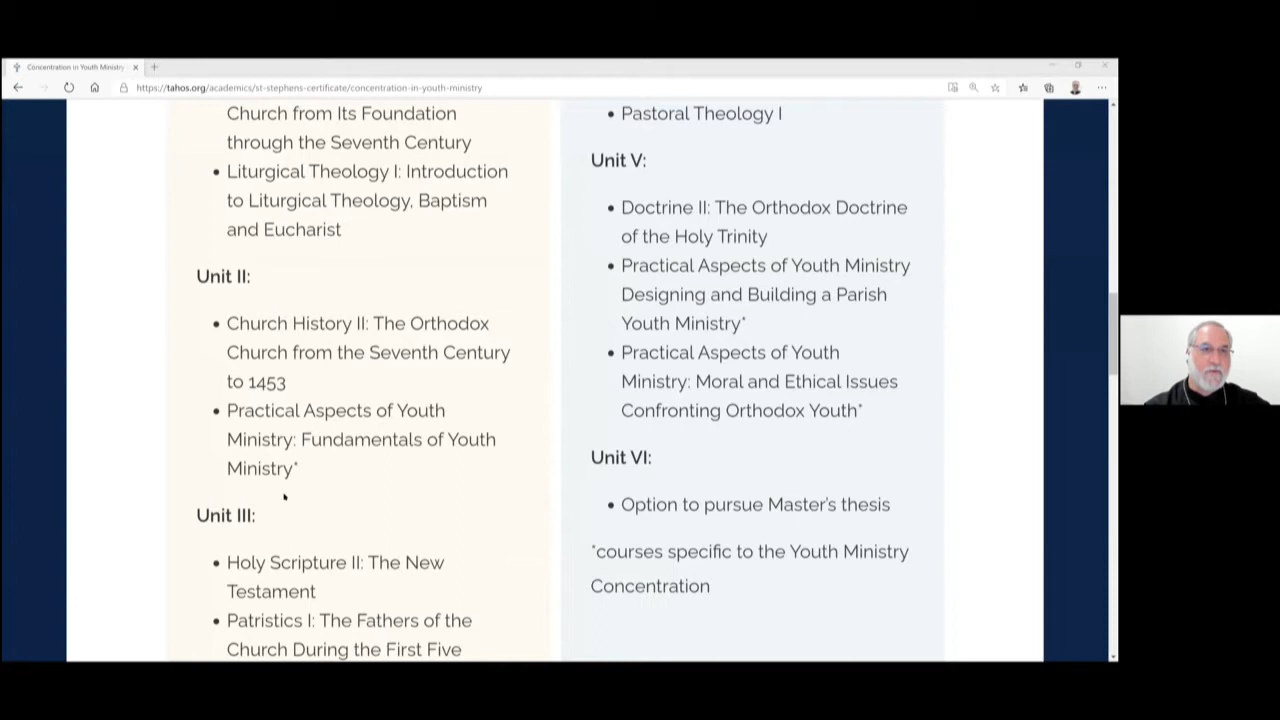 Concentration in Youth Ministry
https://tahos.org/academics/st-stephens-certificate/concentration-in-youth-ministry
Church from Its Foundation
through the Seventh Century
• Liturgical Theology I: Introduction
to Liturgical Theology, Baptism
and Eucharist
Unit II:
• Church History II: The Orthodox
Church from the Seventh Century
to 1453
• Practical Aspects of Youth
Ministry: Fundamentals of Youth
Ministry*
Unit III:
• Holy Scripture II: The New
Testament
• Patristics I: The Fathers of the
Church During the First Five
• Pastoral Theology I
Unit V:
• Doctrine II: The Orthodox Doctrine
of the Holy Trinity
• Practical Aspects of Youth Ministry
Designing and Building a Parish
Youth Ministry*
• Practical Aspects of Youth
Ministry: Moral and Ethical Issues
Confronting Orthodox Youth*
Unit VI:
• Option to pursue Master's thesis
*courses specific to the Youth Ministry
Concentration